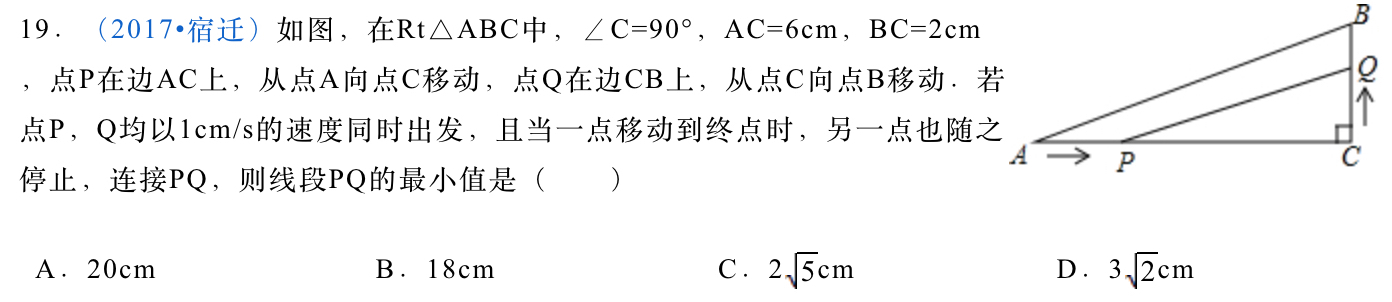 19. (2017•宿迁)如图,在Rt△ABC中,∠C=90°,AC=6cm,BC=2cm
,点P在边AC上,从点A向点C移动,点Q在边CB上,从点C向点B移动.若
点P,Q均以1cm/s的速度同时出发,且当一点移动到终点时,另一点也随之
停止,连接PQ,则线段PQ的最小值是(  )
B
Q
A P C
A.20cm B.18cm C.2√5cm D.3√2cm